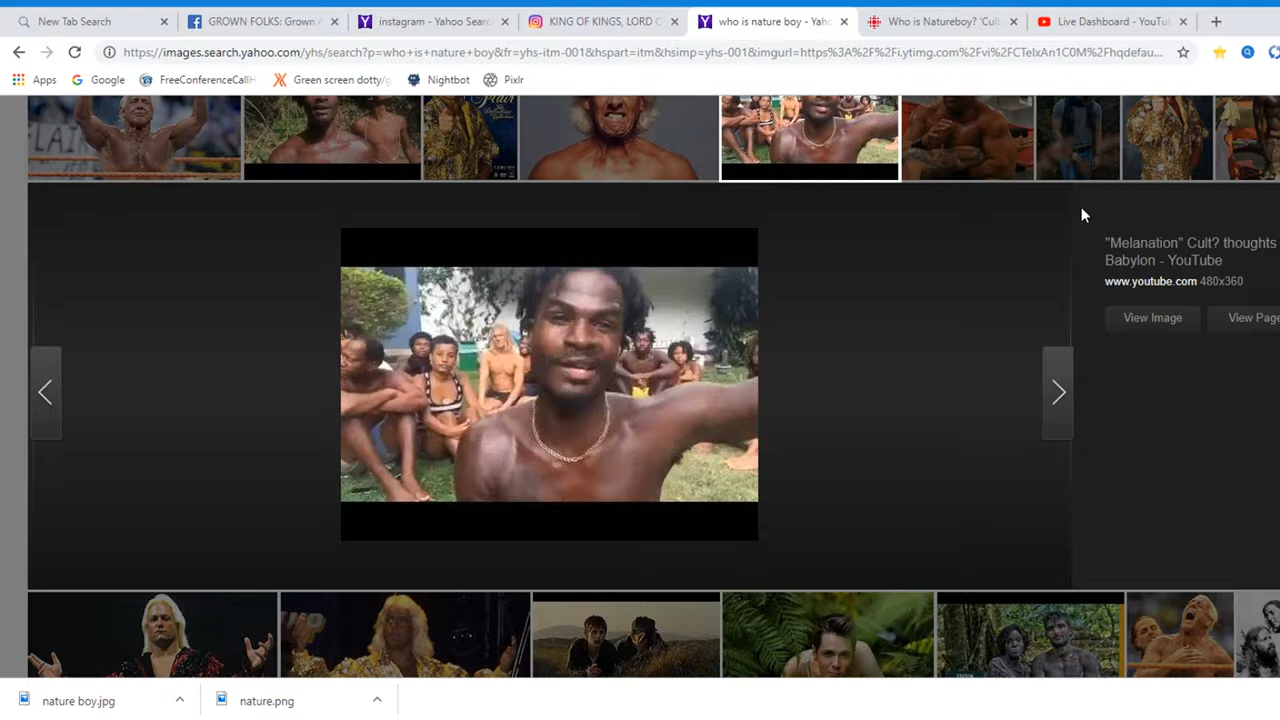 New Tab Search
GROWN FOLKS: Grown
instagram - Yahoo Searc
KING OF KINGS, LORD O
who is nature boy - Yaho
Who is Natureboy? 'Cult
Live Dashboard - YouTu
https://images.search.yahoo.com/yhs/search?p=who+is+nature+boy&fr=yhs-itm-001&hspart=itm&hsimp=yhs-001&imgurl=https%3A%2F%2Fi.ytimg.com%2Fvi%2FCTelxAn1C0M%2Fhqdefau...
Apps
Google
FreeConferenceCallH
Green screen dotty/g
Nightbot
Pixlr
"Melanation" Cult? thoughts
Babylon - YouTube
www.youtube.com 480x360
View Image
View Page
nature boy.jpg
nature.png